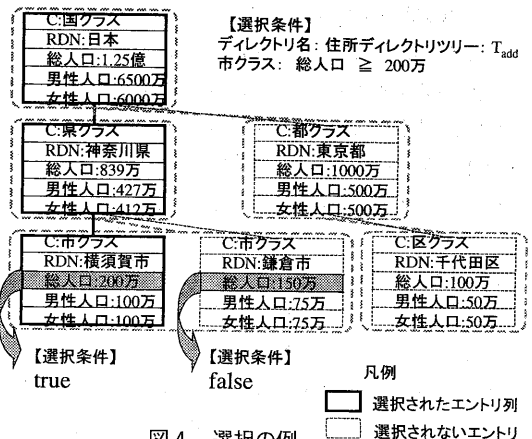 C:国クラス
RDN:日本
総人口:1.25億
男性人口:6500万
女性人口:6000万
【選択条件】
ディレクトリ名: 住所ディレクトリツリー: Tadd
市クラス: 総人口 ≧ 200万
C:県クラス
RDN:神奈川県
総人口:839万
男性人口:427万
女性人口:412万
C:都クラス
RDN:東京都
総人口:1000万
男性人口:500万
女性人口:500万
C:市クラス
RDN:横須賀市
総人口:200万
男性人口:100万
女性人口:100万
C:市クラス
RDN:鎌倉市
総人口:150万
男性人口:75万
女性人口:75万
C:区クラス
RDN:千代田区
総人口:100万
男性人口:50万
女性人口:50万
【選択条件】
true
【選択条件】
false
凡例
選択されたエントリ列
選択されないエントリ
図4 選択の例